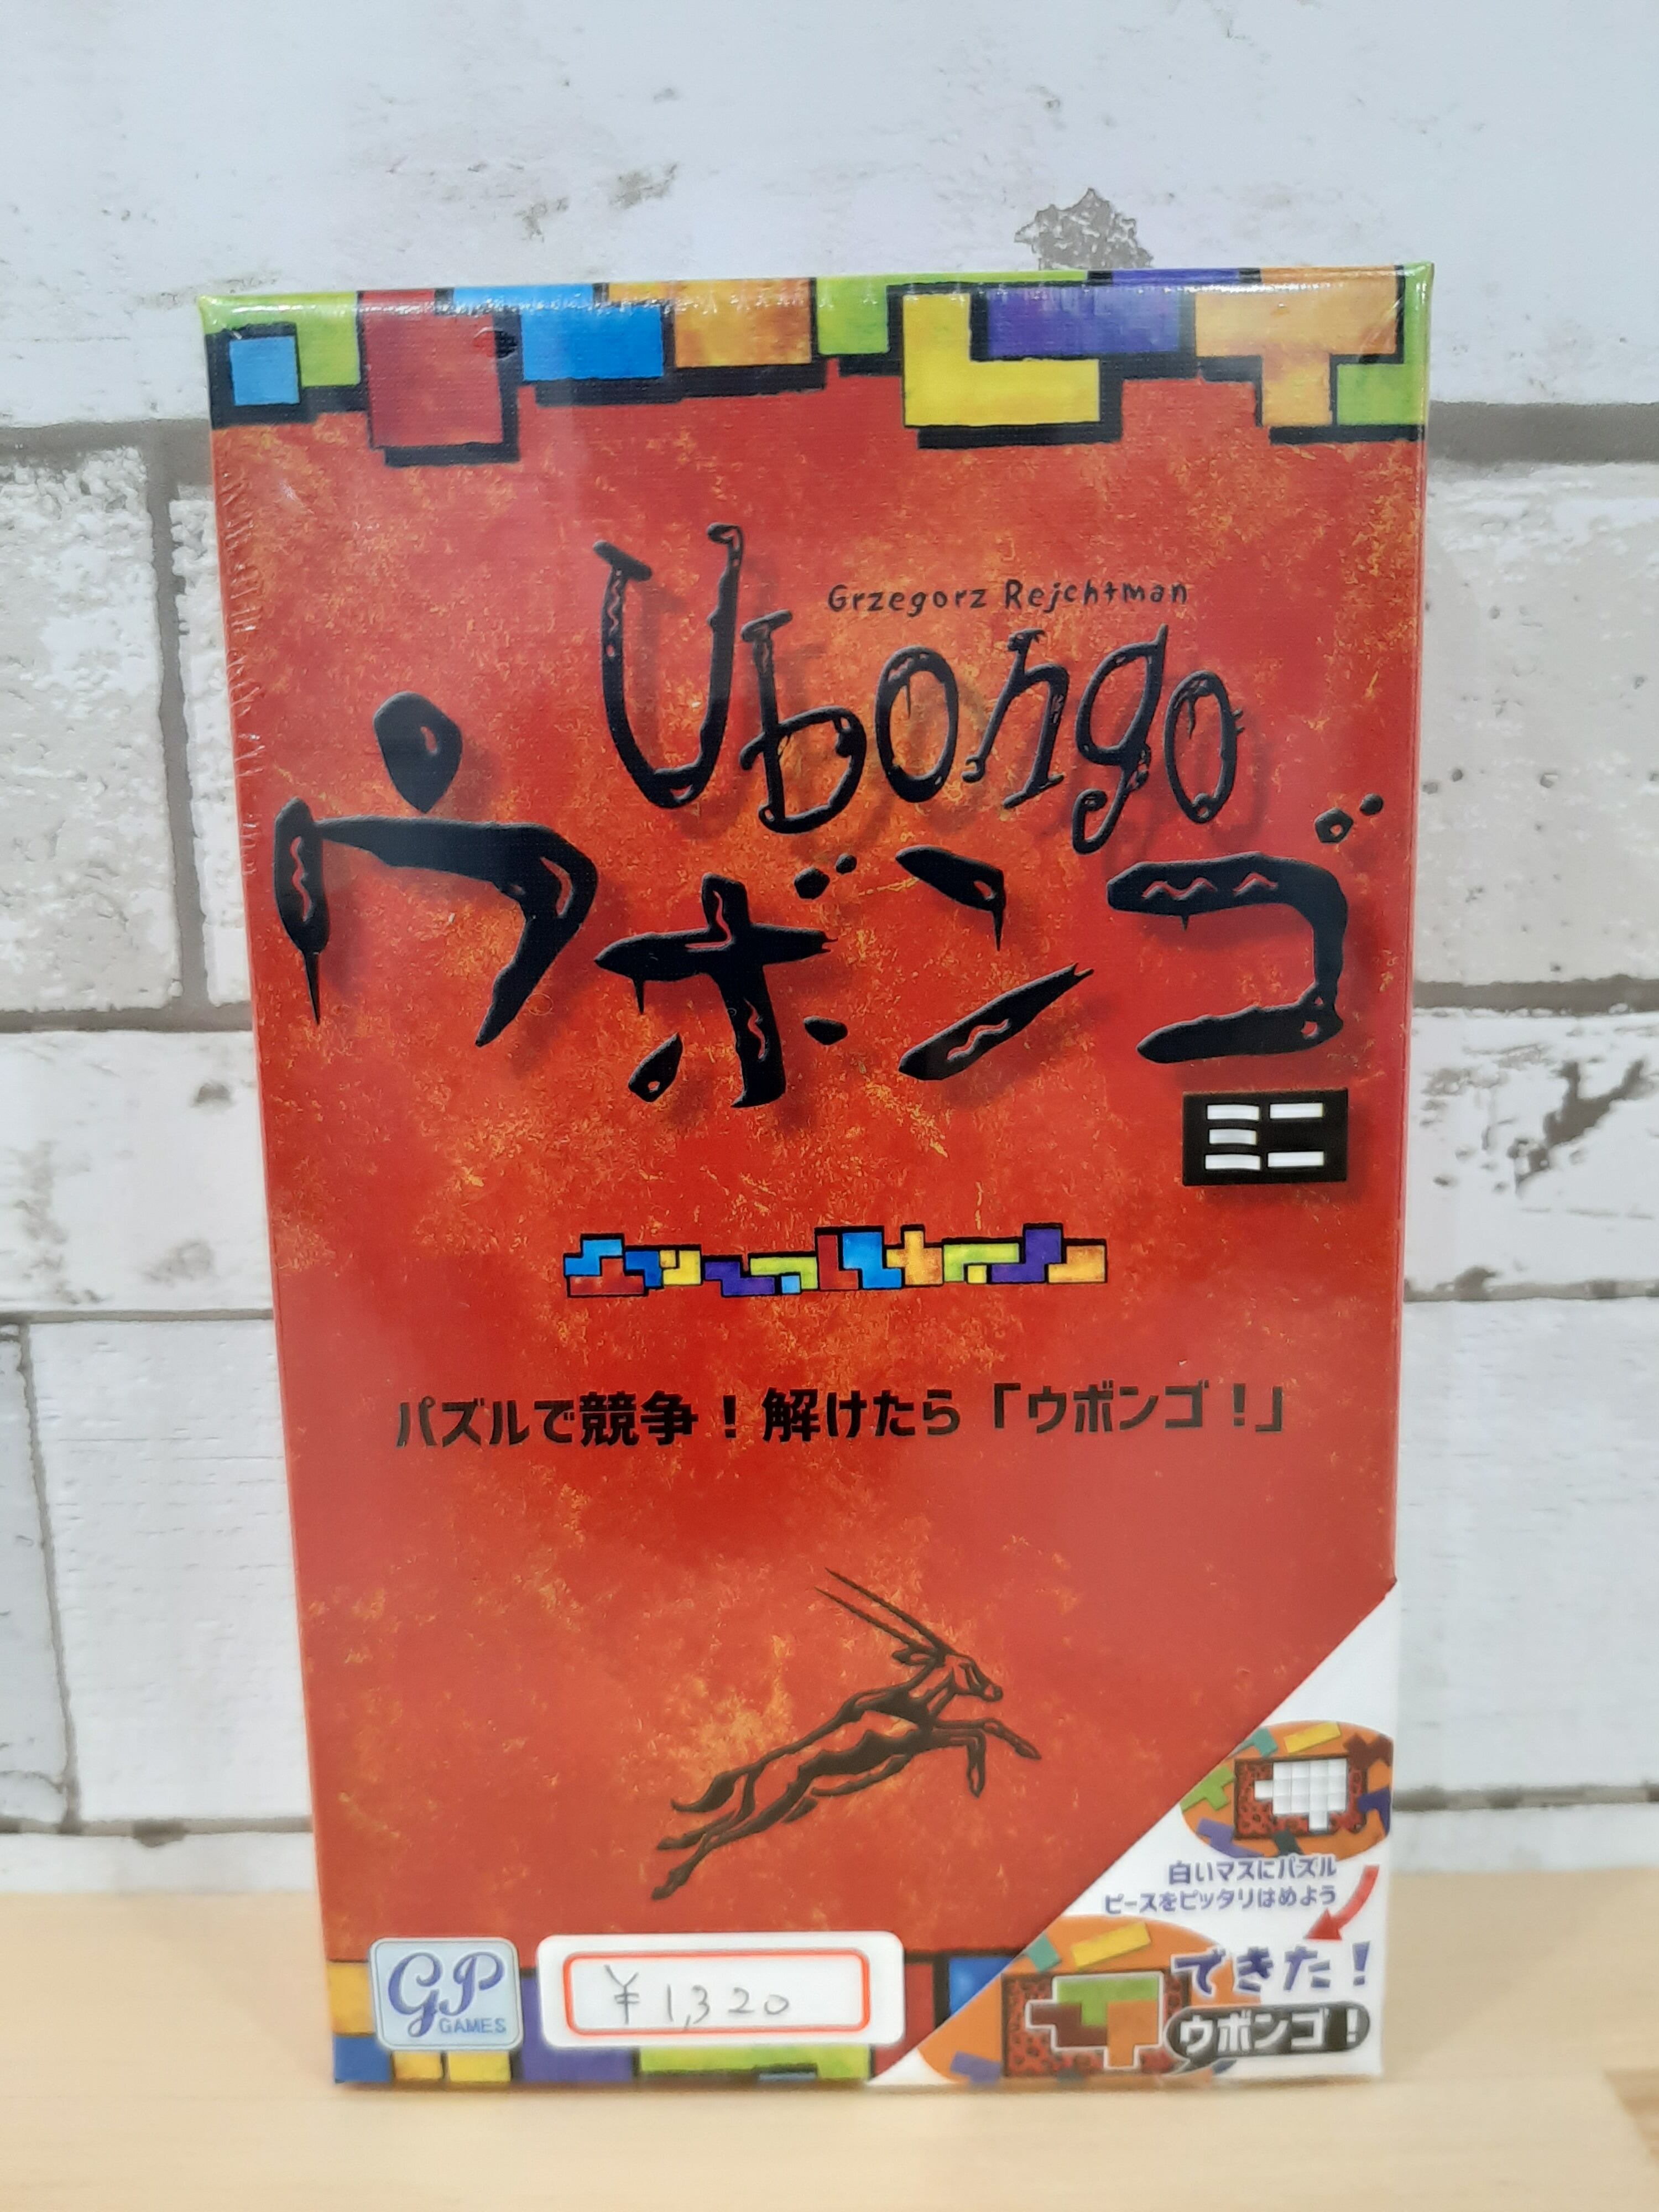 Grzegorz Rejchtman
Ubongo
ウボンゴ
ミニ
パズルで競争！解けたら「ウボンゴ！」
白いマスにパズル
ピースをピッタリはめよう
できた！
ウボンゴ！
GP
GAMES
¥1,320